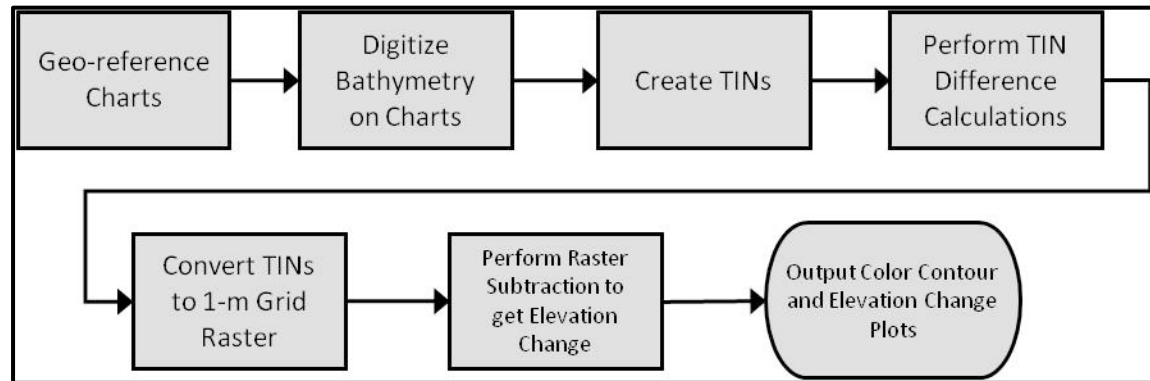 Geo-reference
Charts
Digitize
Bathymetry
on Charts
Create TINs
Perform TIN
Difference
Calculations
Convert TINs
to 1-m Grid
Raster
Perform Raster
Subtraction to
get Elevation
Change
Output Color Contour
and Elevation Change
Plots